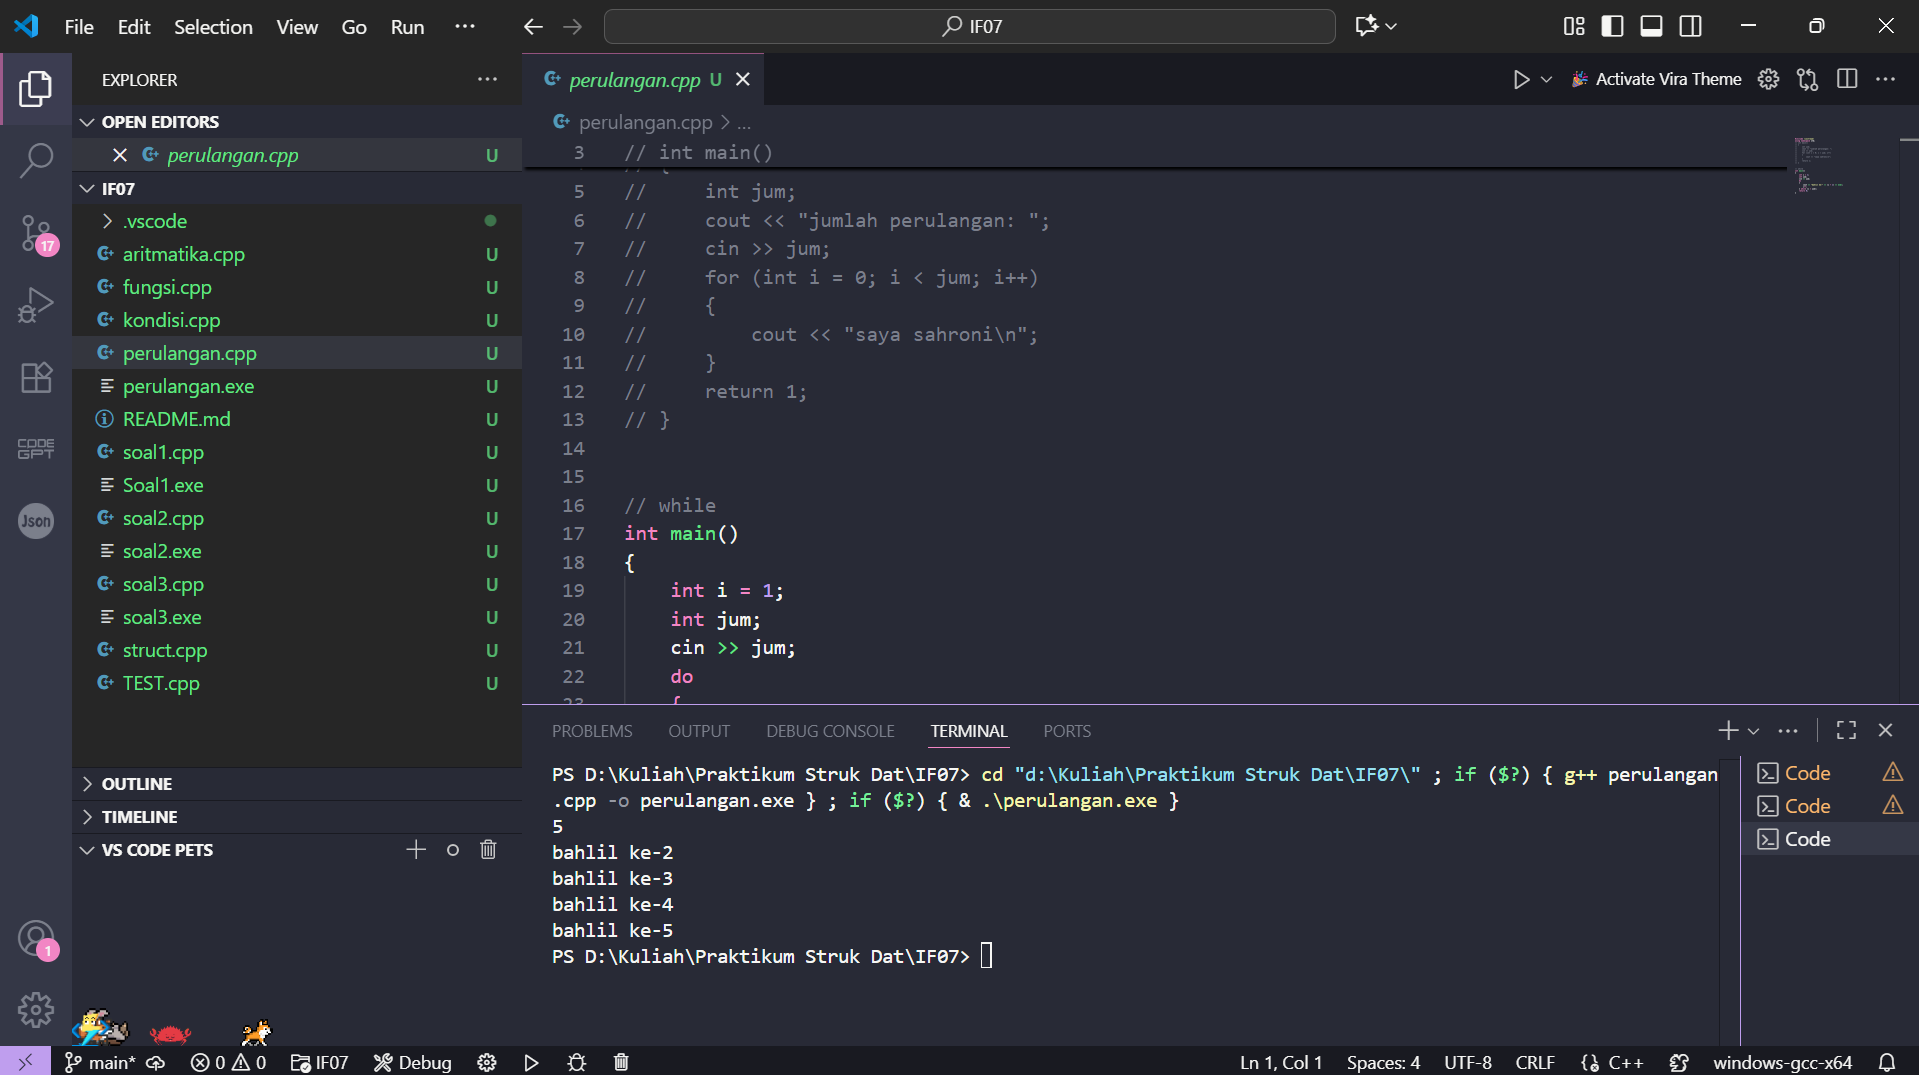 File Edit Selection View Go Run
IF07
EXPLORER
OPEN EDITORS
perulangan.cpp U
IF07
.vscode
aritmatika.cpp U
fungsi.cpp U
kondisi.cpp U
perulangan.cpp U
perulangan.exe U
README.md U
soal1.cpp U
Soal1.exe U
soal2.cpp U
soal2.exe U
soal3.cpp U
soal3.exe U
struct.cpp U
TEST.cpp U
OUTLINE
TIMELINE
VS CODE PETS
17
CODE
GPT
Json
1
perulangan.cpp U
Activate Vira Theme
perulangan.cpp > ...
3 // int main()
5 //     int jum;
6 //     cout << "jumlah perulangan: ";
7 //     cin >> jum;
8 //     for (int i = 0; i < jum; i++)
9 //     {
10 //         cout << "saya sahroni\n";
11 //     }
12 //     return 1;
13 // }
14
15
16 // while
17 int main()
18 {
19     int i = 1;
20     int jum;
21     cin >> jum;
22     do
23     {
PROBLEMS OUTPUT DEBUG CONSOLE TERMINAL PORTS
PS D:\Kuliah\Praktikum Struk Dat\IF07> cd "d:\Kuliah\Praktikum Struk Dat\IF07\" ; if ($?) { g++ perulangan
.cpp -o perulangan.exe } ; if ($?) { & .\perulangan.exe }
5
bahlil ke-2
bahlil ke-3
bahlil ke-4
bahlil ke-5
PS D:\Kuliah\Praktikum Struk Dat\IF07>
Code
Code
Code
main* 0 0 IF07 Debug Ln 1, Col 1 Spaces: 4 UTF-8 CRLF {} C++ windows-gcc-x64